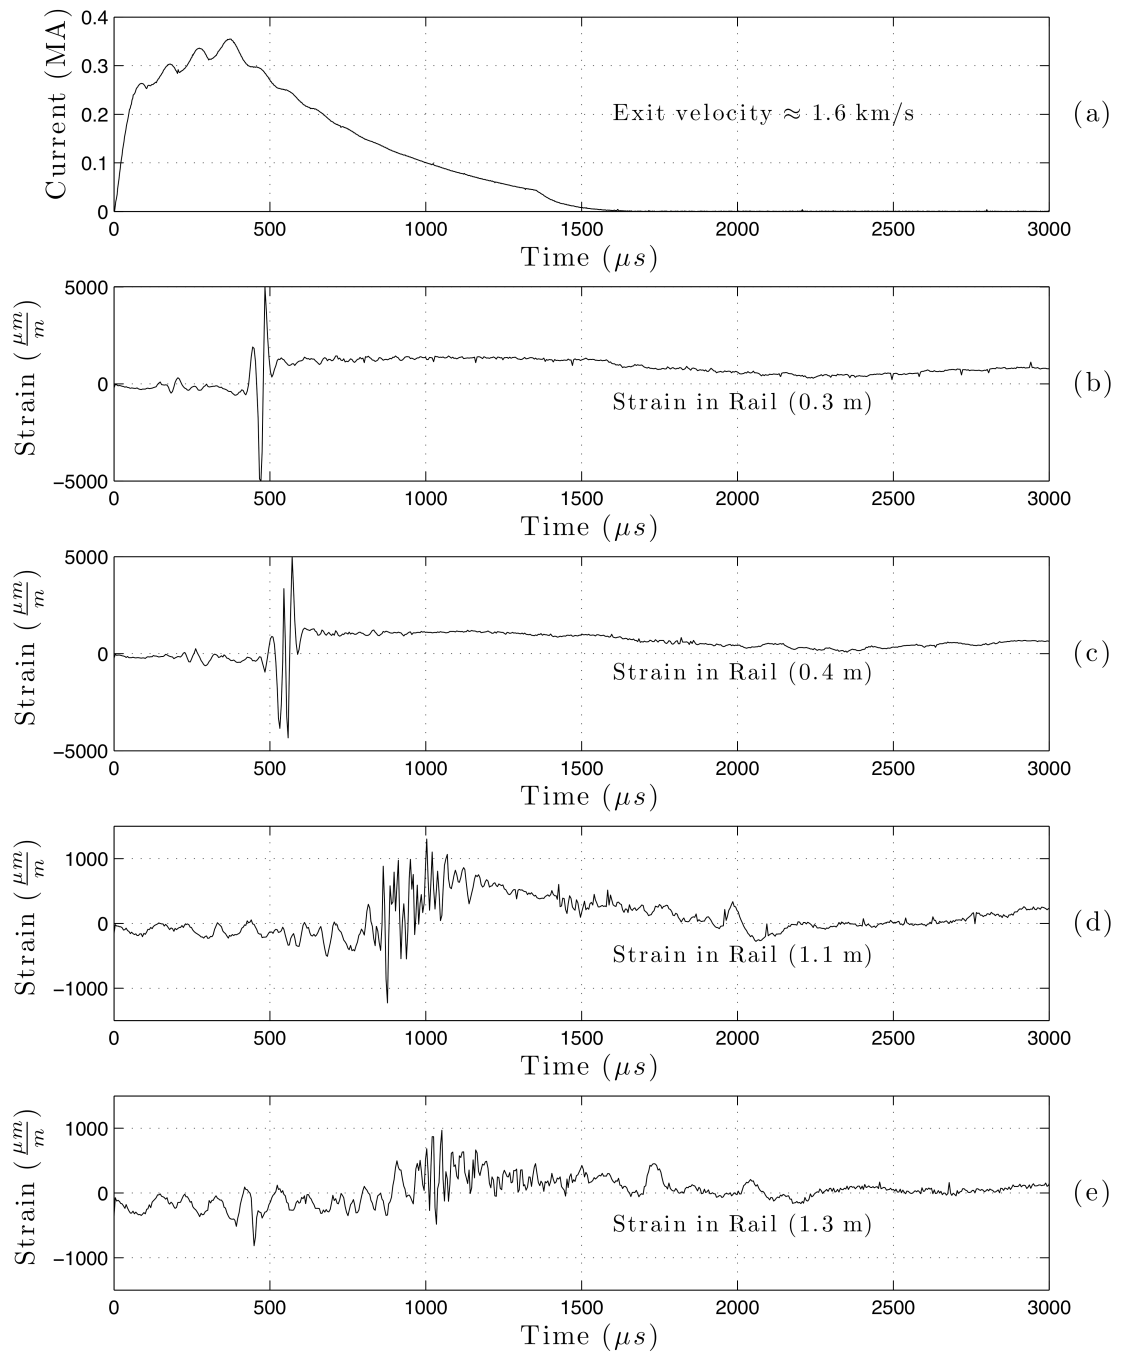 0.4
0.3
0.2
0.1
0
Current (MA)
Exit velocity ≈ 1.6 km/s
(a)
0 500 1000 1500 2000 2500 3000
Time (μs)
5000
0
−5000
Strain (μm/m)
Strain in Rail (0.3 m)
(b)
0 500 1000 1500 2000 2500 3000
Time (μs)
5000
0
−5000
Strain (μm/m)
Strain in Rail (0.4 m)
(c)
0 500 1000 1500 2000 2500 3000
Time (μs)
1000
0
−1000
Strain (μm/m)
Strain in Rail (1.1 m)
(d)
0 500 1000 1500 2000 2500 3000
Time (μs)
1000
0
−1000
Strain (μm/m)
Strain in Rail (1.3 m)
(e)
0 500 1000 1500 2000 2500 3000
Time (μs)